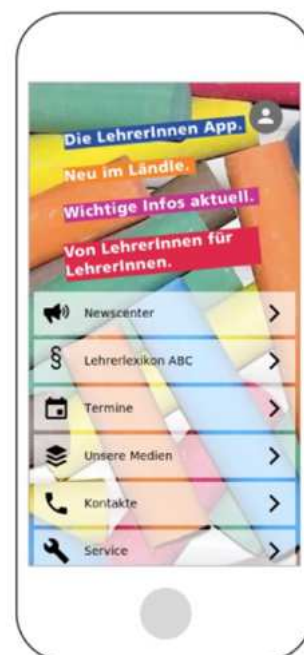 Die LehrerInnen App.
Neu im Ländle.
Wichtige Infos aktuell.
Von LehrerInnen für
LehrerInnen.
Newscenter
§ Lehrerlexikon ABC
Termine
Unsere Medien
Kontakte
Service